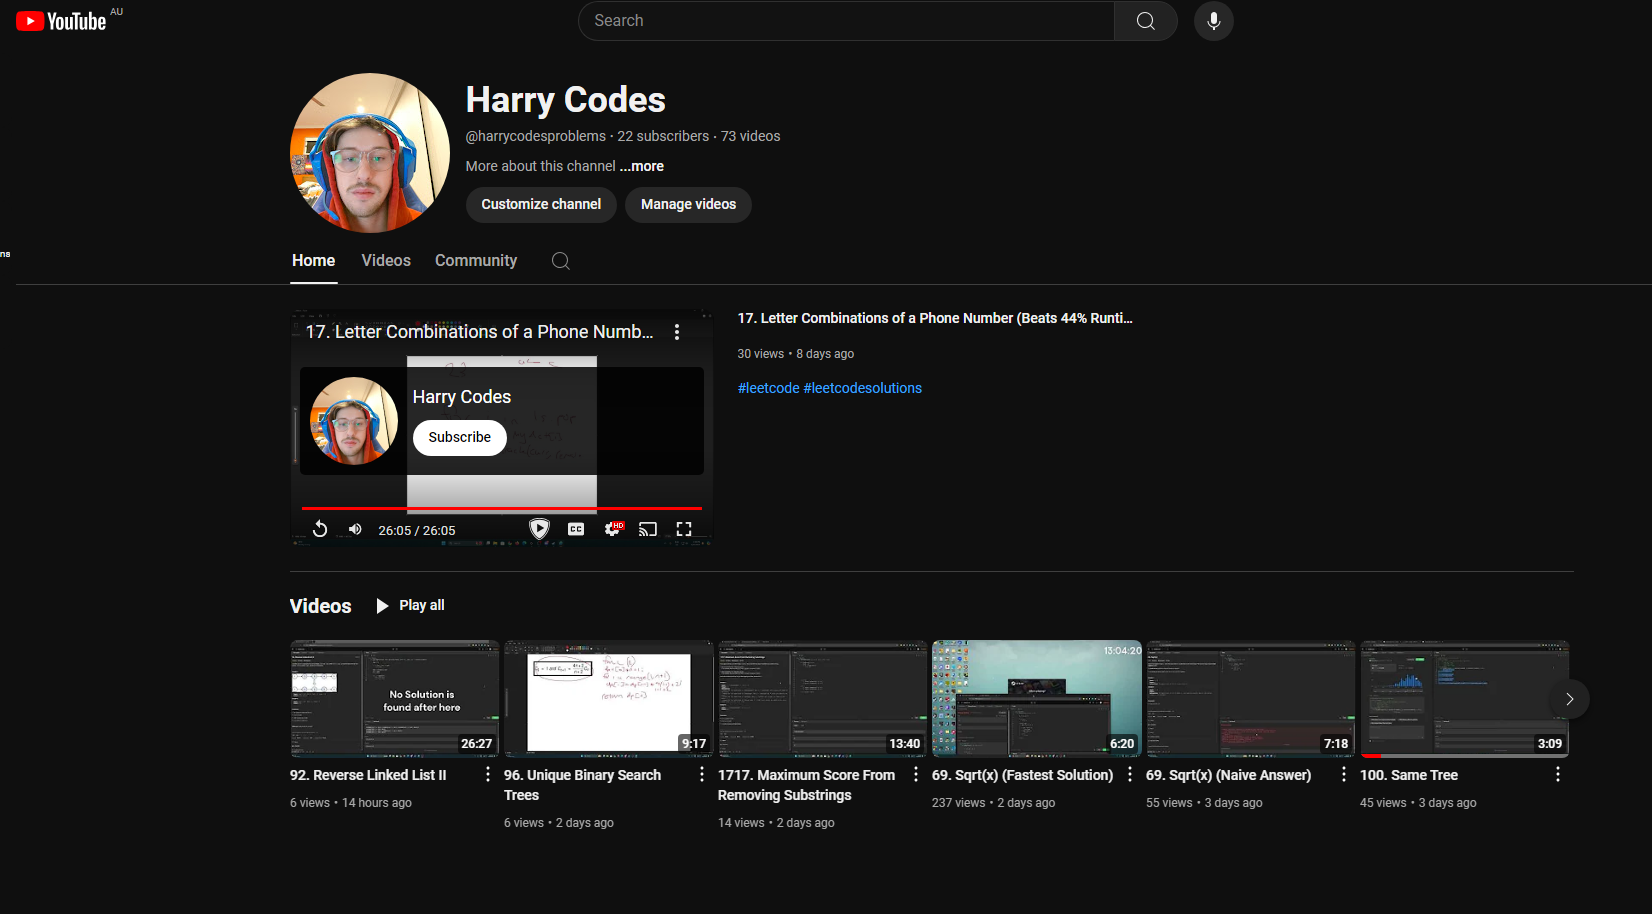 YouTube AU
Search
Harry Codes
@harrycodesproblems · 22 subscribers · 73 videos
More about this channel ...more
Customize channel
Manage videos
ns
Home
Videos
Community
17. Letter Combinations of a Phone Numb...
Harry Codes
Subscribe
26:05 / 26:05
CC
HD
17. Letter Combinations of a Phone Number (Beats 44% Runti...
30 views • 8 days ago
#leetcode #leetcodesolutions
Videos
Play all
No Solution is
found after here
26:27
92. Reverse Linked List II
6 views • 14 hours ago
9:17
96. Unique Binary Search
Trees
6 views • 2 days ago
13:40
1717. Maximum Score From
Removing Substrings
14 views • 2 days ago
13:04:20
6:20
69. Sqrt(x) (Fastest Solution)
237 views • 2 days ago
7:18
69. Sqrt(x) (Naive Answer)
55 views • 3 days ago
3:09
100. Same Tree
45 views • 3 days ago